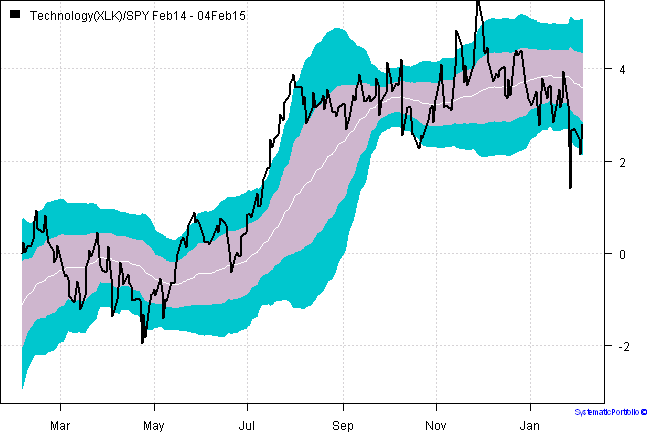 Technology(XLK)/SPY Feb14 - 04Feb15
4
2
0
-2
Mar May Jul Sep Nov Jan
SystematicPortfolio ©